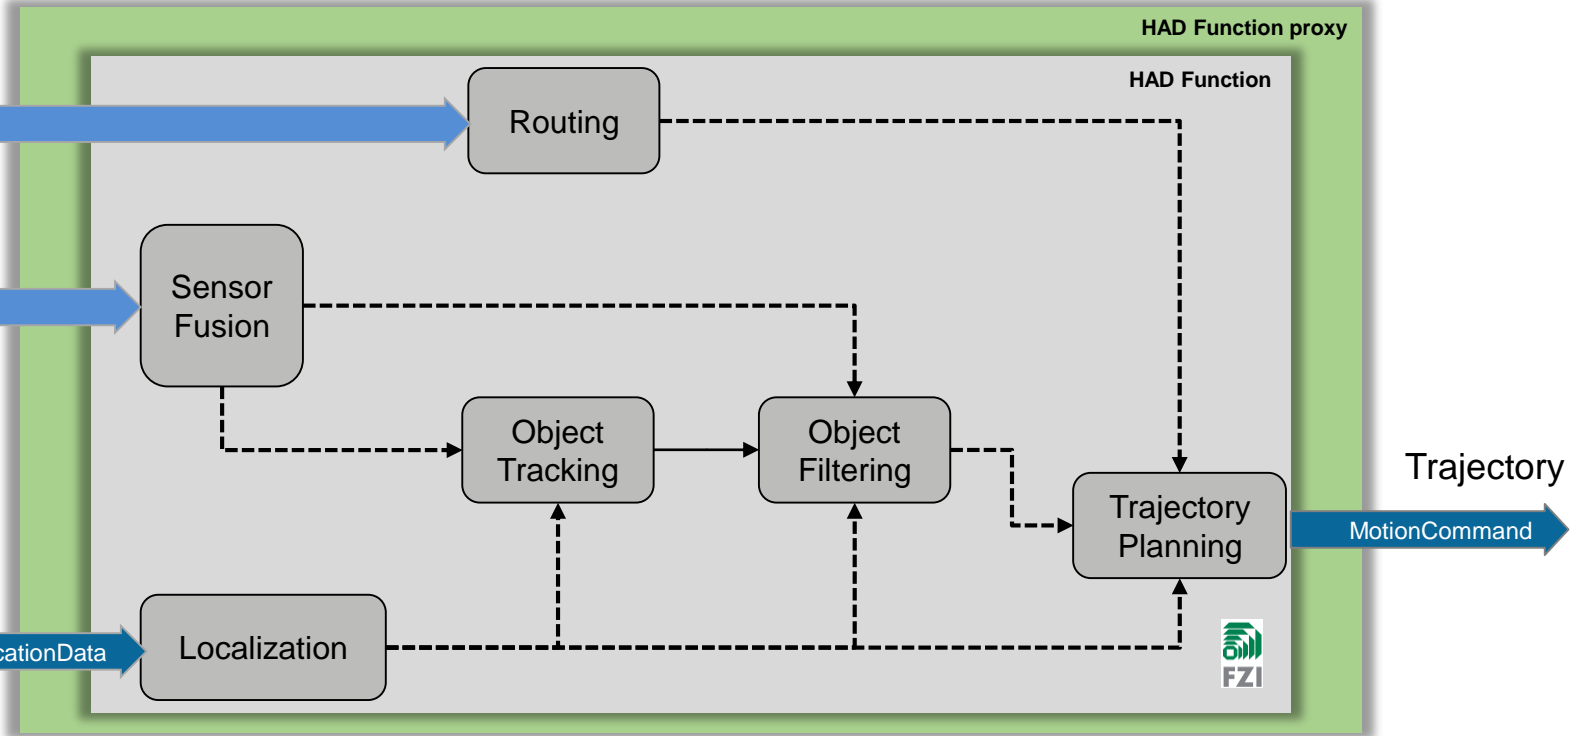 HAD Function proxy
HAD Function
Routing
Sensor
Fusion
Object
Tracking
Object
Filtering
Trajectory
Planning
Trajectory
MotionCommand
cationData
Localization
FZI